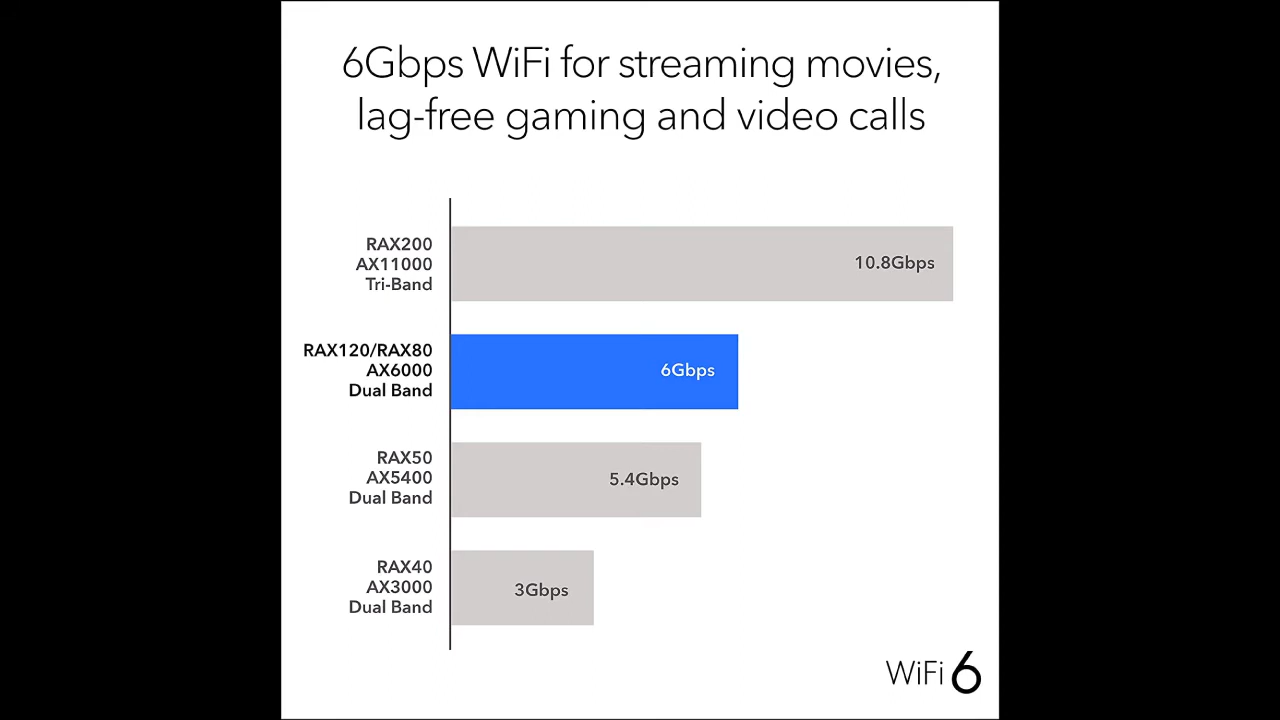 6Gbps WiFi for streaming movies,
lag-free gaming and video calls
RAX200
AX11000
Tri-Band
10.8Gbps
RAX120/RAX80
AX6000
Dual Band
6Gbps
RAX50
AX5400
Dual Band
5.4Gbps
RAX40
AX3000
Dual Band
3Gbps
WiFi 6